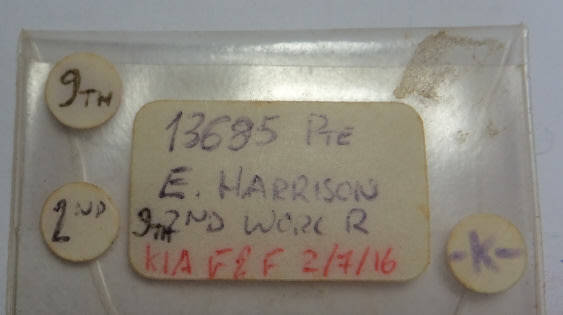 9TH
13685 PTE
E. HARRISON
2ND
9TH 2ND WORC R
KIA F & F 2/7/16
-K-